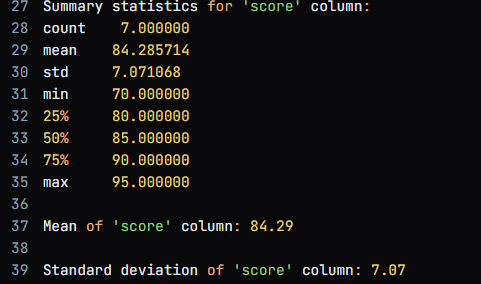 27 Summary statistics for 'score' column:
28 count    7.000000
29 mean    84.285714
30 std      7.071068
31 min     70.000000
32 25%     80.000000
33 50%     85.000000
34 75%     90.000000
35 max     95.000000
36
37 Mean of 'score' column: 84.29
38
39 Standard deviation of 'score' column: 7.07